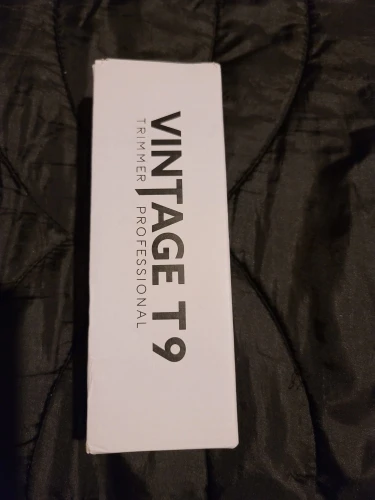 VINTAGE T9
TRIMMER PROFESSIONAL